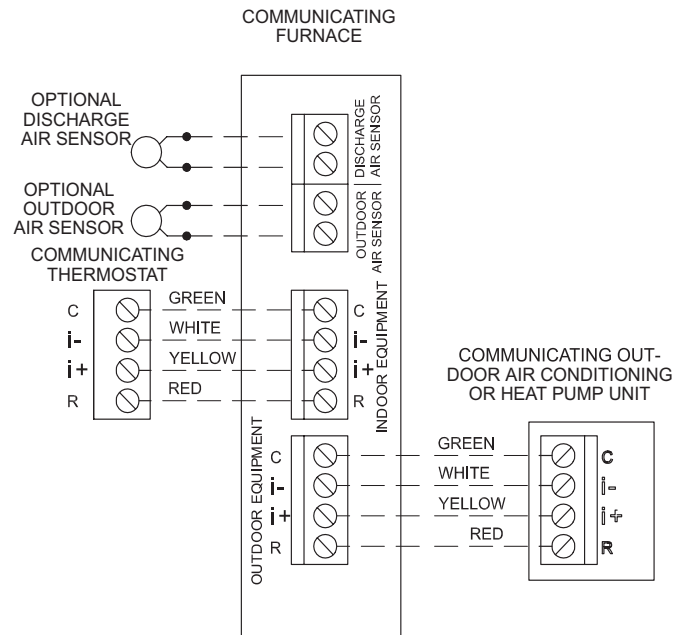 COMMUNICATING
FURNACE
OPTIONAL
DISCHARGE
AIR SENSOR
DISCHARGE
AIR SENSOR
OPTIONAL
OUTDOOR
AIR SENSOR
OUTDOOR
AIR SENSOR
COMMUNICATING
THERMOSTAT
C
GREEN
C
i-
WHITE
i-
i+
YELLOW
i+
R
RED
R
INDOOR EQUIPMENT
COMMUNICATING OUT-
DOOR AIR CONDITIONING
OR HEAT PUMP UNIT
OUTDOOR EQUIPMENT
C
GREEN
C
i-
WHITE
i-
i+
YELLOW
i+
R
RED
R